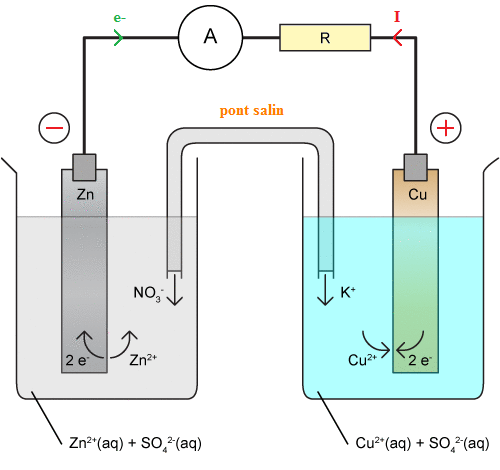 e-
A
R
I
pont salin
−
+
Zn
Cu
NO₃⁻
K⁺
2 e⁻
Zn²⁺
Cu²⁺
2 e⁻
Zn²⁺(aq) + SO₄²⁻(aq)
Cu²⁺(aq) + SO₄²⁻(aq)